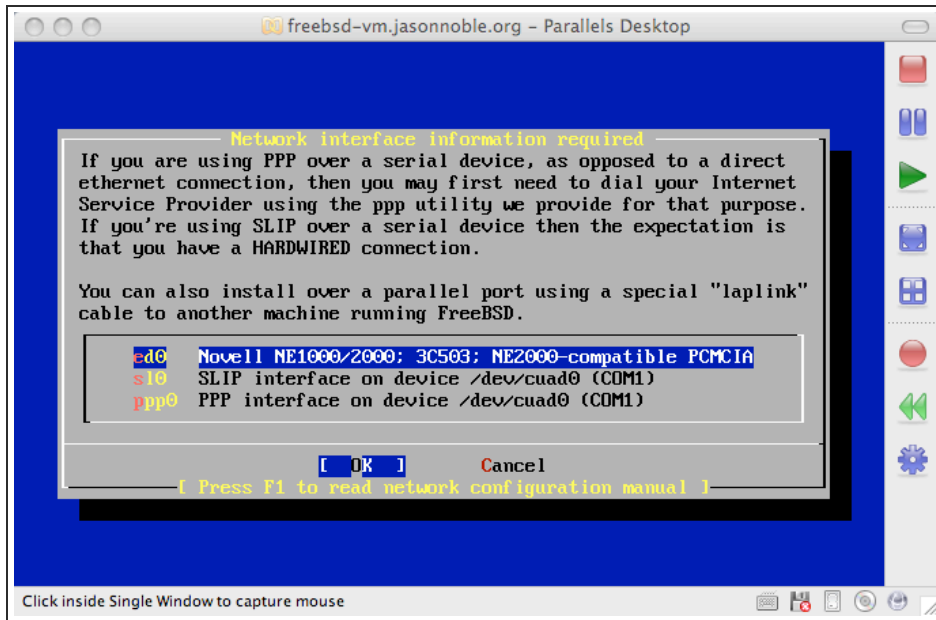 freebsd-vm.jasonnoble.org - Parallels Desktop
Network interface information required
If you are using PPP over a serial device, as opposed to a direct
ethernet connection, then you may first need to dial your Internet
Service Provider using the ppp utility we provide for that purpose.
If you're using SLIP over a serial device then the expectation is
that you have a HARDWIRED connection.
You can also install over a parallel port using a special "laplink"
cable to another machine running FreeBSD.
ed0 Novell NE1000/2000; 3C503; NE2000-compatible PCMCIA
sl0 SLIP interface on device /dev/cuad0 (COM1)
ppp0 PPP interface on device /dev/cuad0 (COM1)
[ OK ] Cancel
[ Press F1 to read network configuration manual ]
Click inside Single Window to capture mouse